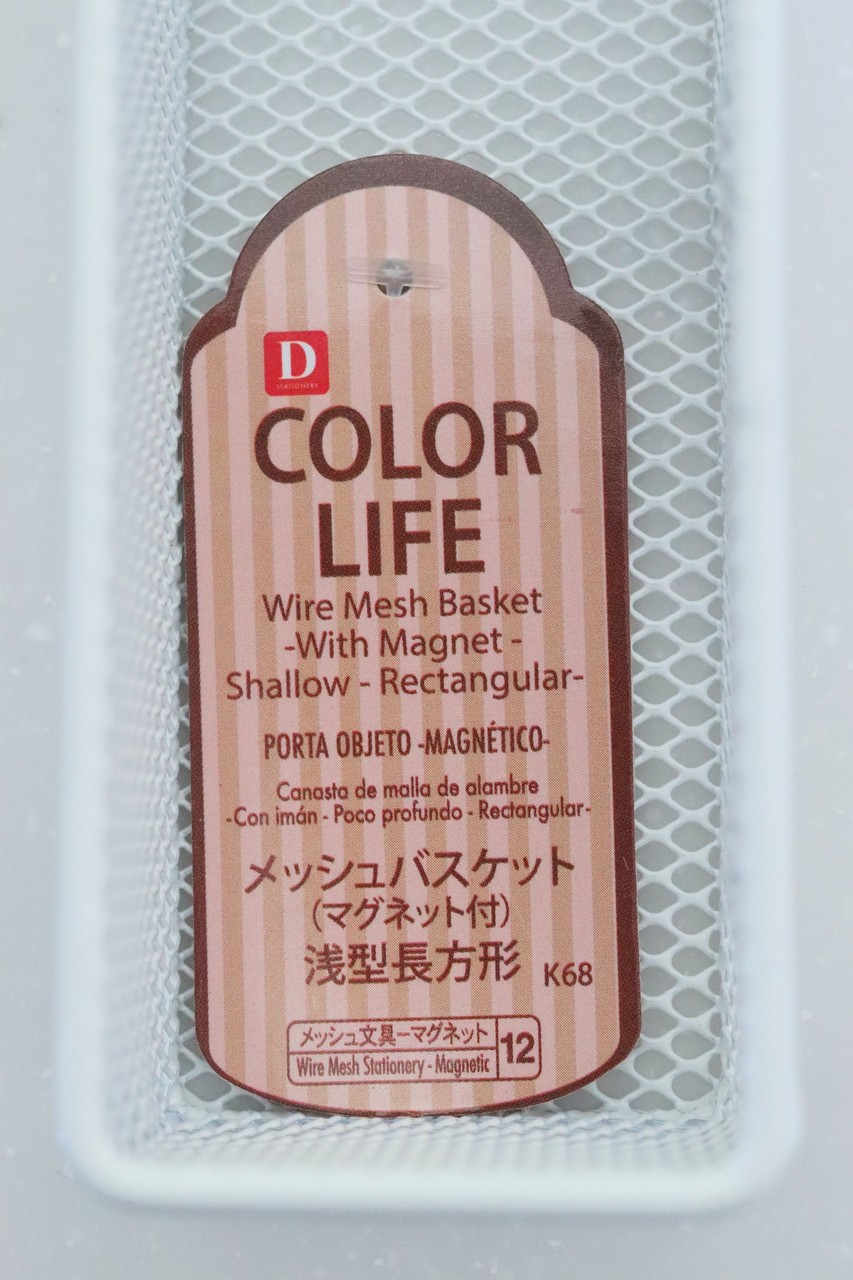 D
STATIONERY
COLOR
LIFE
Wire Mesh Basket
-With Magnet -
Shallow - Rectangular-
PORTA OBJETO -MAGNÉTICO-
Canasta de malla de alambre
-Con imán - Poco profundo - Rectangular-
メッシュバスケット
(マグネット付)
浅型長方形 K68
メッシュ文具ーマグネット 12
Wire Mesh Stationery - Magnetic